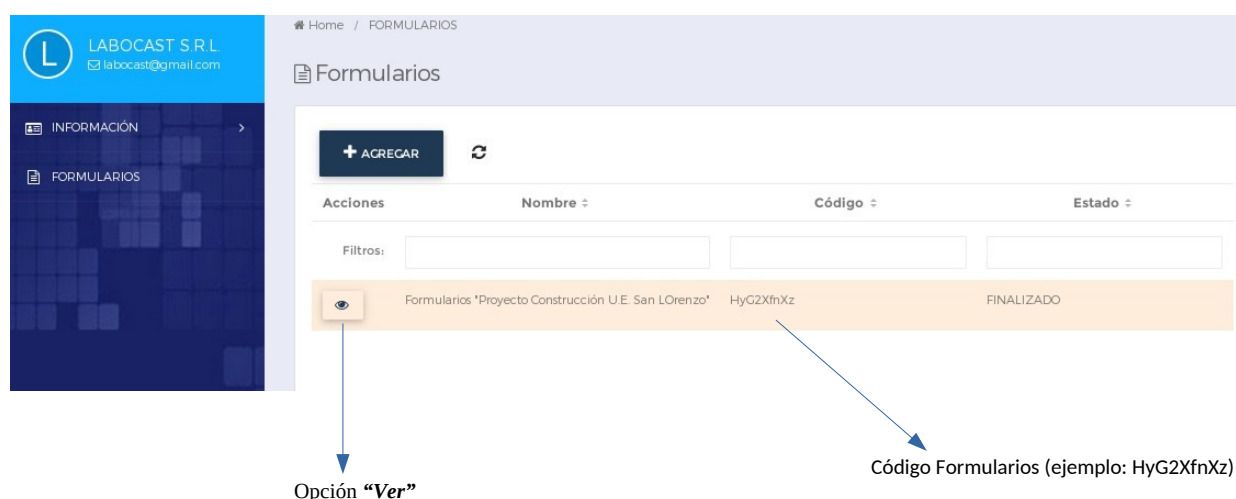 Home / FORMULARIOS
LABOCAST S.R.L.
labocast@gmail.com
L
Formularios
INFORMACIÓN
FORMULARIOS
AGREGAR
Acciones Nombre Código Estado
Filtros:
Formularios "Proyecto Construcción U.E. San LOrenzo" HyG2XfnXz FINALIZADO
Código Formularios (ejemplo: HyG2XfnXz)
Opción “Ver”